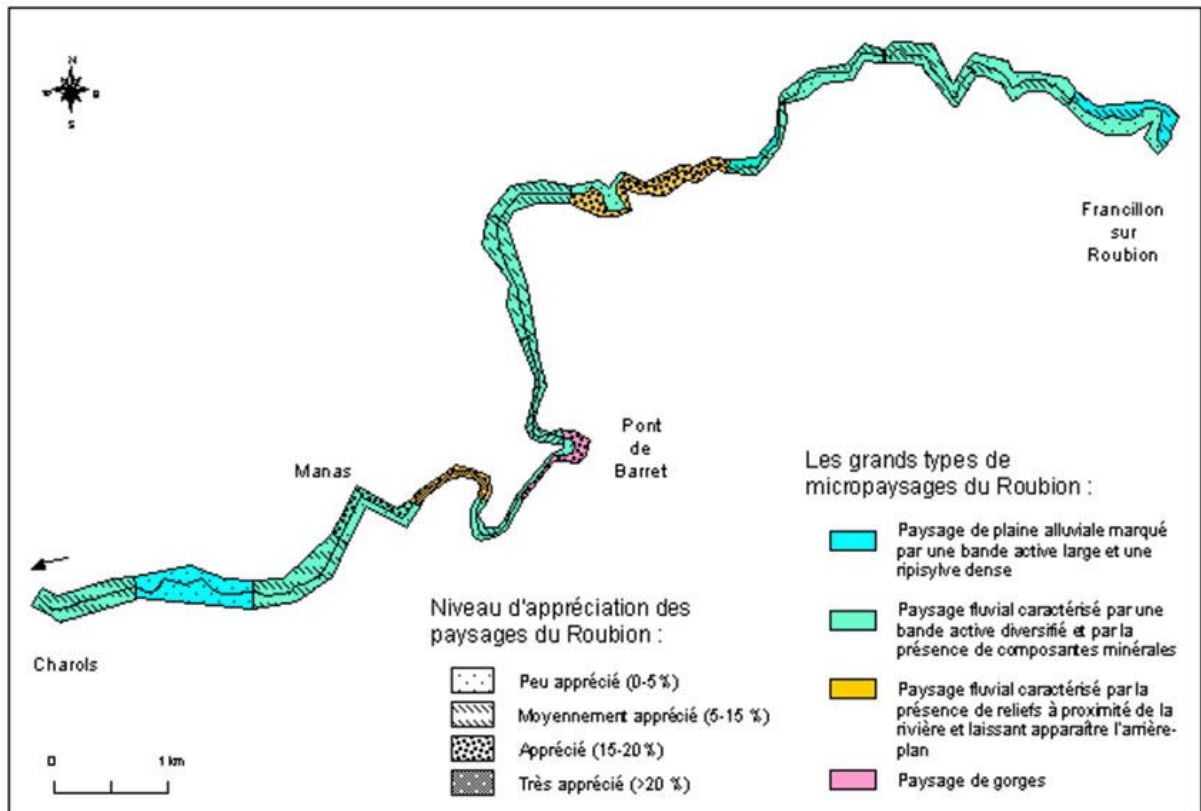 N
S
Francillon
sur
Roubion
Pont
de
Barret
Manas
Charols
0 1 km
Niveau d'appréciation des
paysages du Roubion :
Peu apprécié (0-5 %)
Moyennement apprécié (5-15 %)
Apprécié (15-20 %)
Très apprécié (>20 %)
Les grands types de
micropaysages du Roubion :
Paysage de plaine alluviale marqué
par une bande active large et une
ripisylve dense
Paysage fluvial caractérisé par une
bande active diversifié et par la
présence de composantes minérales
Paysage fluvial caractérisé par la
présence de reliefs à proximité de la
rivière et laissant apparaître l'arrière-
plan
Paysage de gorges